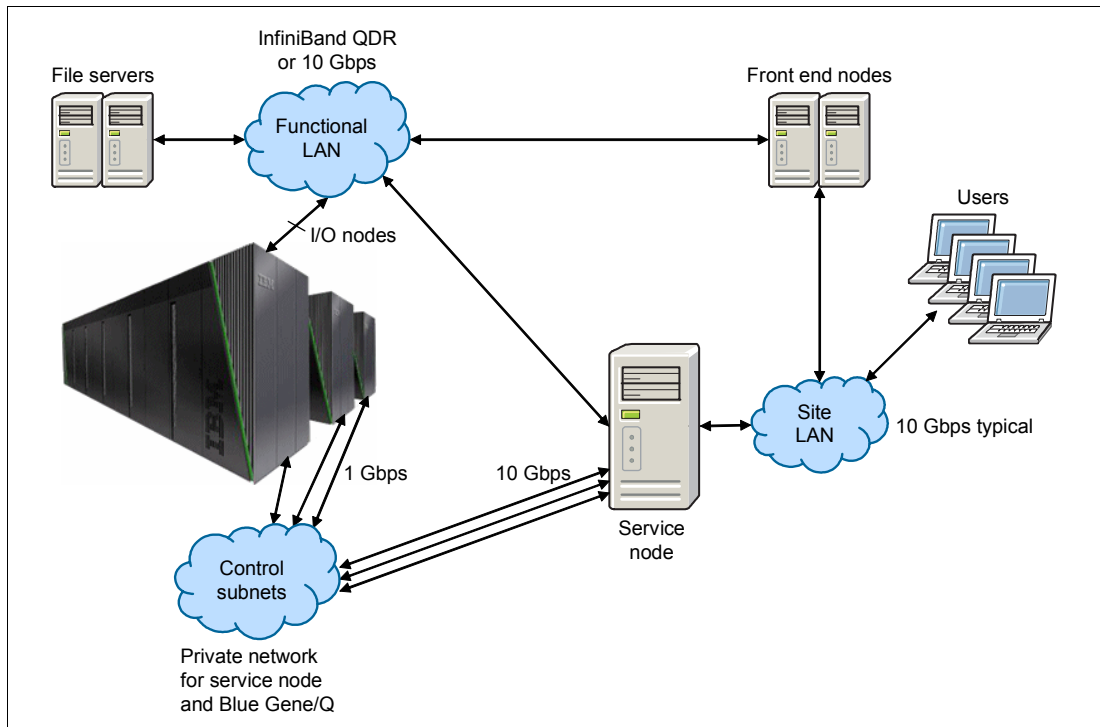 InfiniBand QDR
or 10 Gbps
File servers
Front end nodes
Functional
LAN
Users
I/O nodes
IBM
IBM
Site
LAN
10 Gbps typical
1 Gbps
10 Gbps
Service
node
Control
subnets
Private network
for service node
and Blue Gene/Q